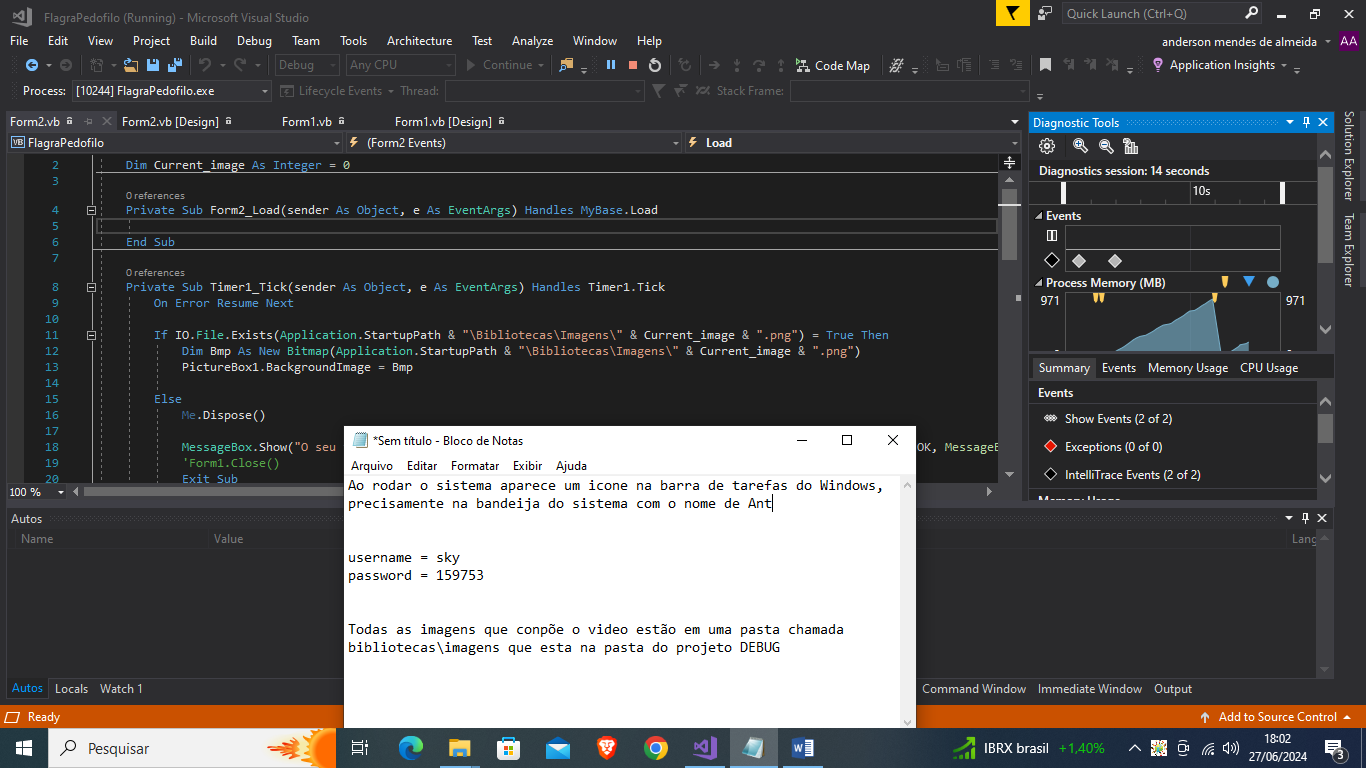 FlagraPedofilo (Running) - Microsoft Visual Studio
Quick Launch (Ctrl+Q)
File Edit View Project Build Debug Team Tools Architecture Test Analyze Window Help
anderson mendes de almeida AA
Debug Any CPU Continue Code Map Application Insights
Process: [10244] FlagraPedofilo.exe Lifecycle Events Thread: Stack Frame:
Form2.vb Form2.vb [Design] Form1.vb Form1.vb [Design]
FlagraPedofilo (Form2 Events) Load
2 Dim Current_image As Integer = 0
3
0 references
4 Private Sub Form2_Load(sender As Object, e As EventArgs) Handles MyBase.Load
5
6 End Sub
7
0 references
8 Private Sub Timer1_Tick(sender As Object, e As EventArgs) Handles Timer1.Tick
9 On Error Resume Next
10
11 If IO.File.Exists(Application.StartupPath & "\Bibliotecas\Imagens\" & Current_image & ".png") = True Then
12 Dim Bmp As New Bitmap(Application.StartupPath & "\Bibliotecas\Imagens\" & Current_image & ".png")
13 PictureBox1.BackgroundImage = Bmp
14
15 Else
16 Me.Dispose()
17
18 MessageBox.Show("O seu OK, MessageB
19 'Form1.Close()
20 Exit Sub
100 %
Diagnostic Tools
Diagnostics session: 14 seconds
10s
Events
Process Memory (MB)
971 971
Summary Events Memory Usage CPU Usage
Events
Show Events (2 of 2)
Exceptions (0 of 0)
IntelliTrace Events (2 of 2)
Solution Explorer
Team Explorer
*Sem título - Bloco de Notas
Arquivo Editar Formatar Exibir Ajuda
Ao rodar o sistema aparece um icone na barra de tarefas do Windows,
precisamente na bandeija do sistema com o nome de Ant
username = sky
password = 159753
Todas as imagens que conpõe o video estão em uma pasta chamada
bibliotecas\imagens que esta na pasta do projeto DEBUG
Autos
Name Value Lang
Autos Locals Watch 1
Command Window Immediate Window Output
Ready
Add to Source Control
Pesquisar
IBRX brasil +1,40%
18:02
27/06/2024
3